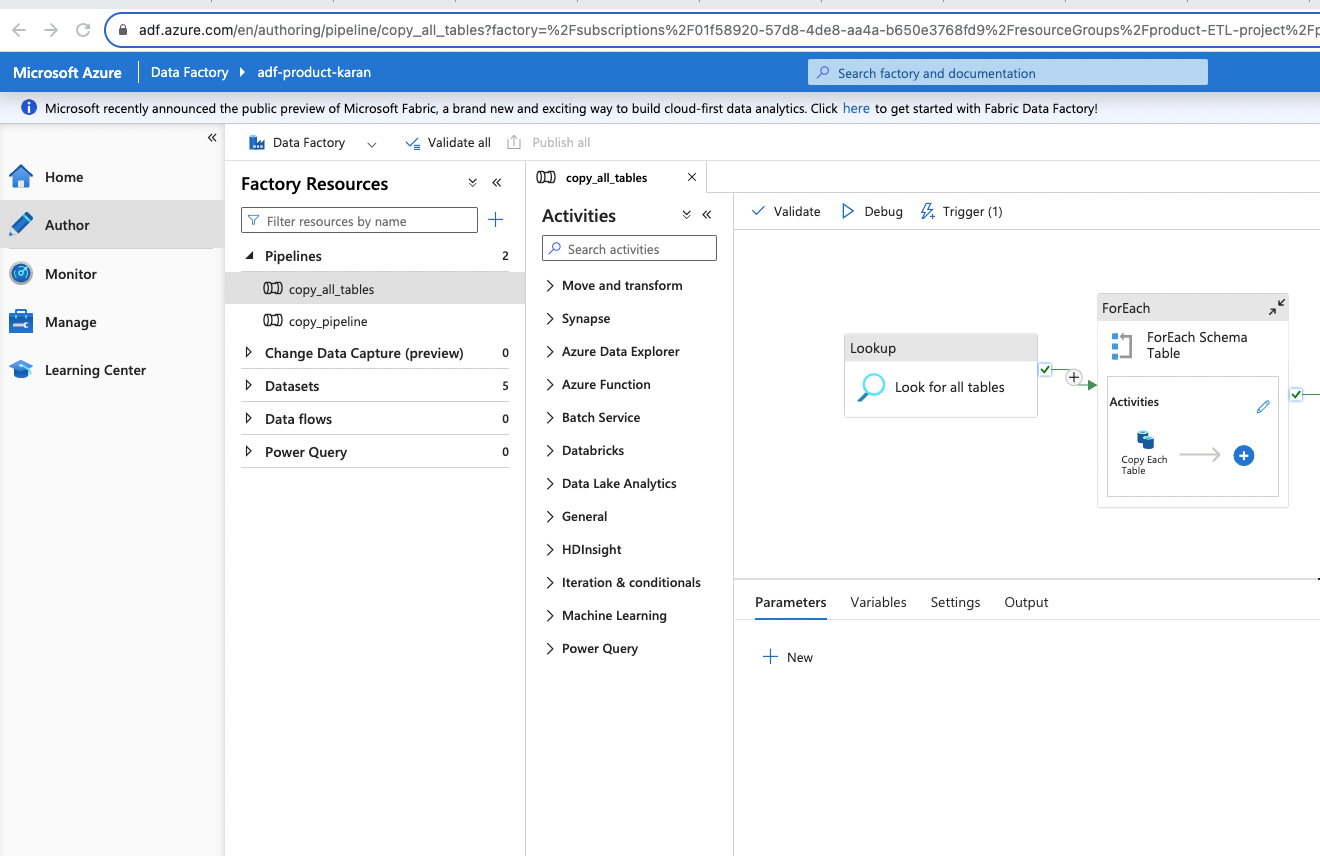 adf.azure.com/en/authoring/pipeline/copy_all_tables?factory=%2Fsubscriptions%2F01f58920-57d8-4de8-aa4a-b650e3768fd9%2FresourceGroups%2Fproduct-ETL-project%2Fp
Microsoft Azure
Data Factory
adf-product-karan
Search factory and documentation
Microsoft recently announced the public preview of Microsoft Fabric, a brand new and exciting way to build cloud-first data analytics. Click here to get started with Fabric Data Factory!
Home
Author
Monitor
Manage
Learning Center
Data Factory
Validate all
Publish all
Factory Resources
Filter resources by name
Pipelines 2
copy_all_tables
copy_pipeline
Change Data Capture (preview) 0
Datasets 5
Data flows 0
Power Query 0
copy_all_tables
Activities
Search activities
Move and transform
Synapse
Azure Data Explorer
Azure Function
Batch Service
Databricks
Data Lake Analytics
General
HDInsight
Iteration & conditionals
Machine Learning
Power Query
Validate
Debug
Trigger (1)
Lookup
Look for all tables
ForEach
ForEach Schema
Table
Activities
Copy Each
Table
Parameters
Variables
Settings
Output
New